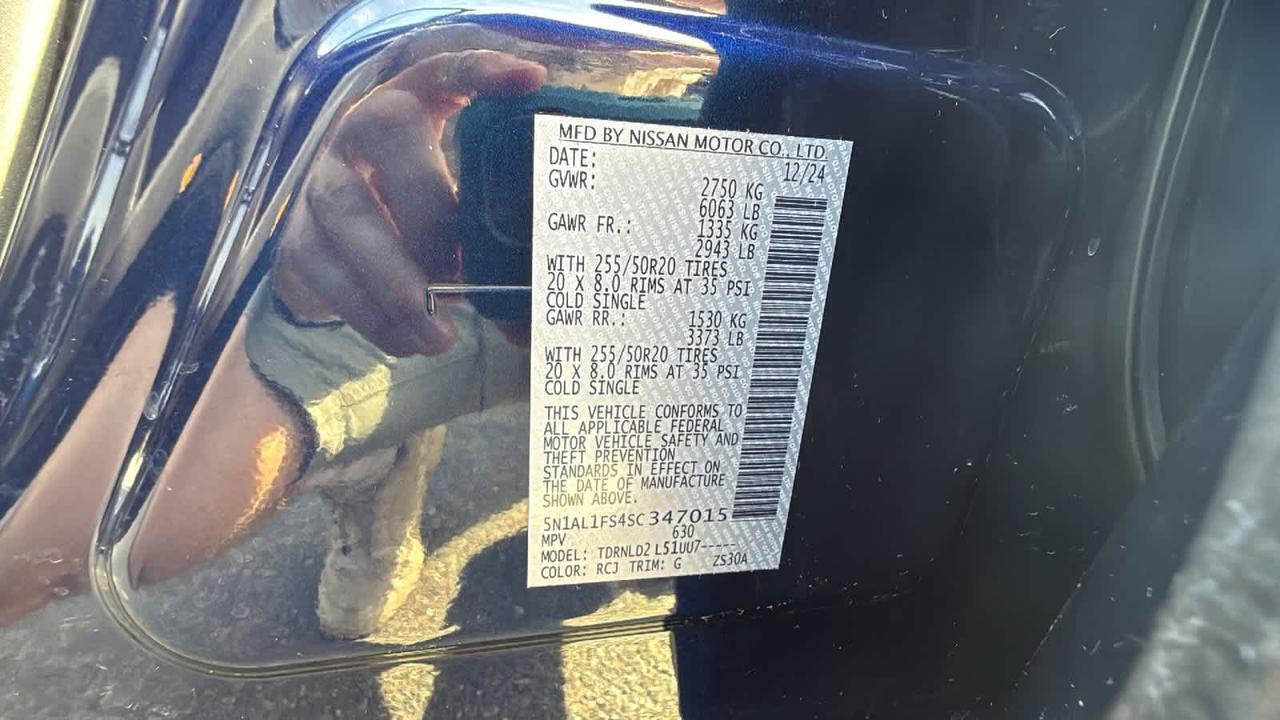 MFD BY NISSAN MOTOR CO., LTD.
DATE: 12/24
GVWR: 2750 KG
6063 LB
GAWR FR.: 1335 KG
2943 LB
WITH 255/50R20 TIRES
20 X 8.0 RIMS AT 35 PSI
COLD SINGLE
GAWR RR.: 1530 KG
3373 LB
WITH 255/50R20 TIRES
20 X 8.0 RIMS AT 35 PSI
COLD SINGLE
THIS VEHICLE CONFORMS TO
ALL APPLICABLE FEDERAL
MOTOR VEHICLE SAFETY AND
THEFT PREVENTION
STANDARDS IN EFFECT ON
THE DATE OF MANUFACTURE
SHOWN ABOVE.
5N1AL1FS4SC347015
MPV 630
MODEL: TDRNLD2 L51UU7-----
COLOR: RCJ TRIM: G ZS30A